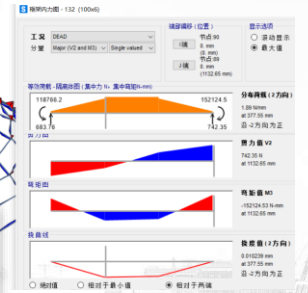 框架内力图 - 132 (100x6)
端部偏移（位置）
显示选项
工况 DEAD
分量 Major (V2 and M3) Single valued
I端
节点:90
0. mm
(0. mm)
J端
节点:89
0. mm
(1132.65 mm)
滚动显示
最大值
等效荷载 - 隔离体图（集中力 N，集中弯矩N-mm）
118786.2
152124.5
683.76
742.35
分布荷载（2方向）
1.89 N/mm
at 377.55 mm
沿-2方向为正
剪力图
剪力值 V2
742.35 N
at 1132.65 mm
弯矩图
弯矩值 M3
-152124.53 N-mm
at 1132.65 mm
挠曲线
挠度值（2方向）
0.010239 mm
at 377.55 mm
沿-2方向为正
绝对值
相对于最小值
相对于两端